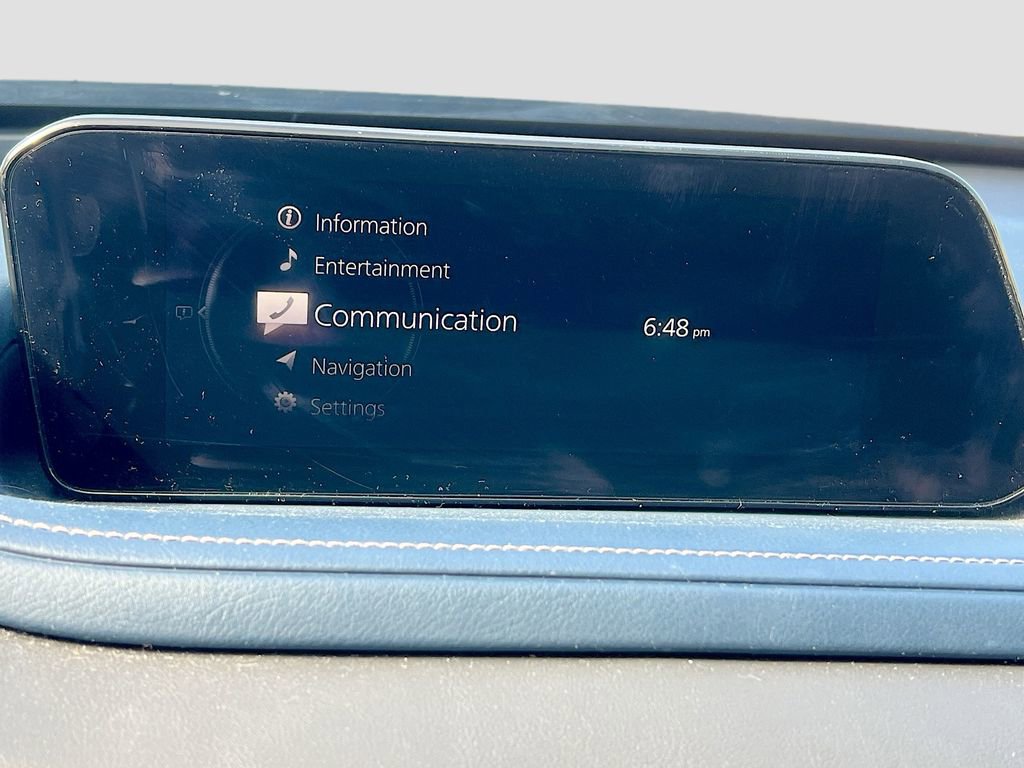 Information
Entertainment
Communication
6:48 pm
Navigation
Settings